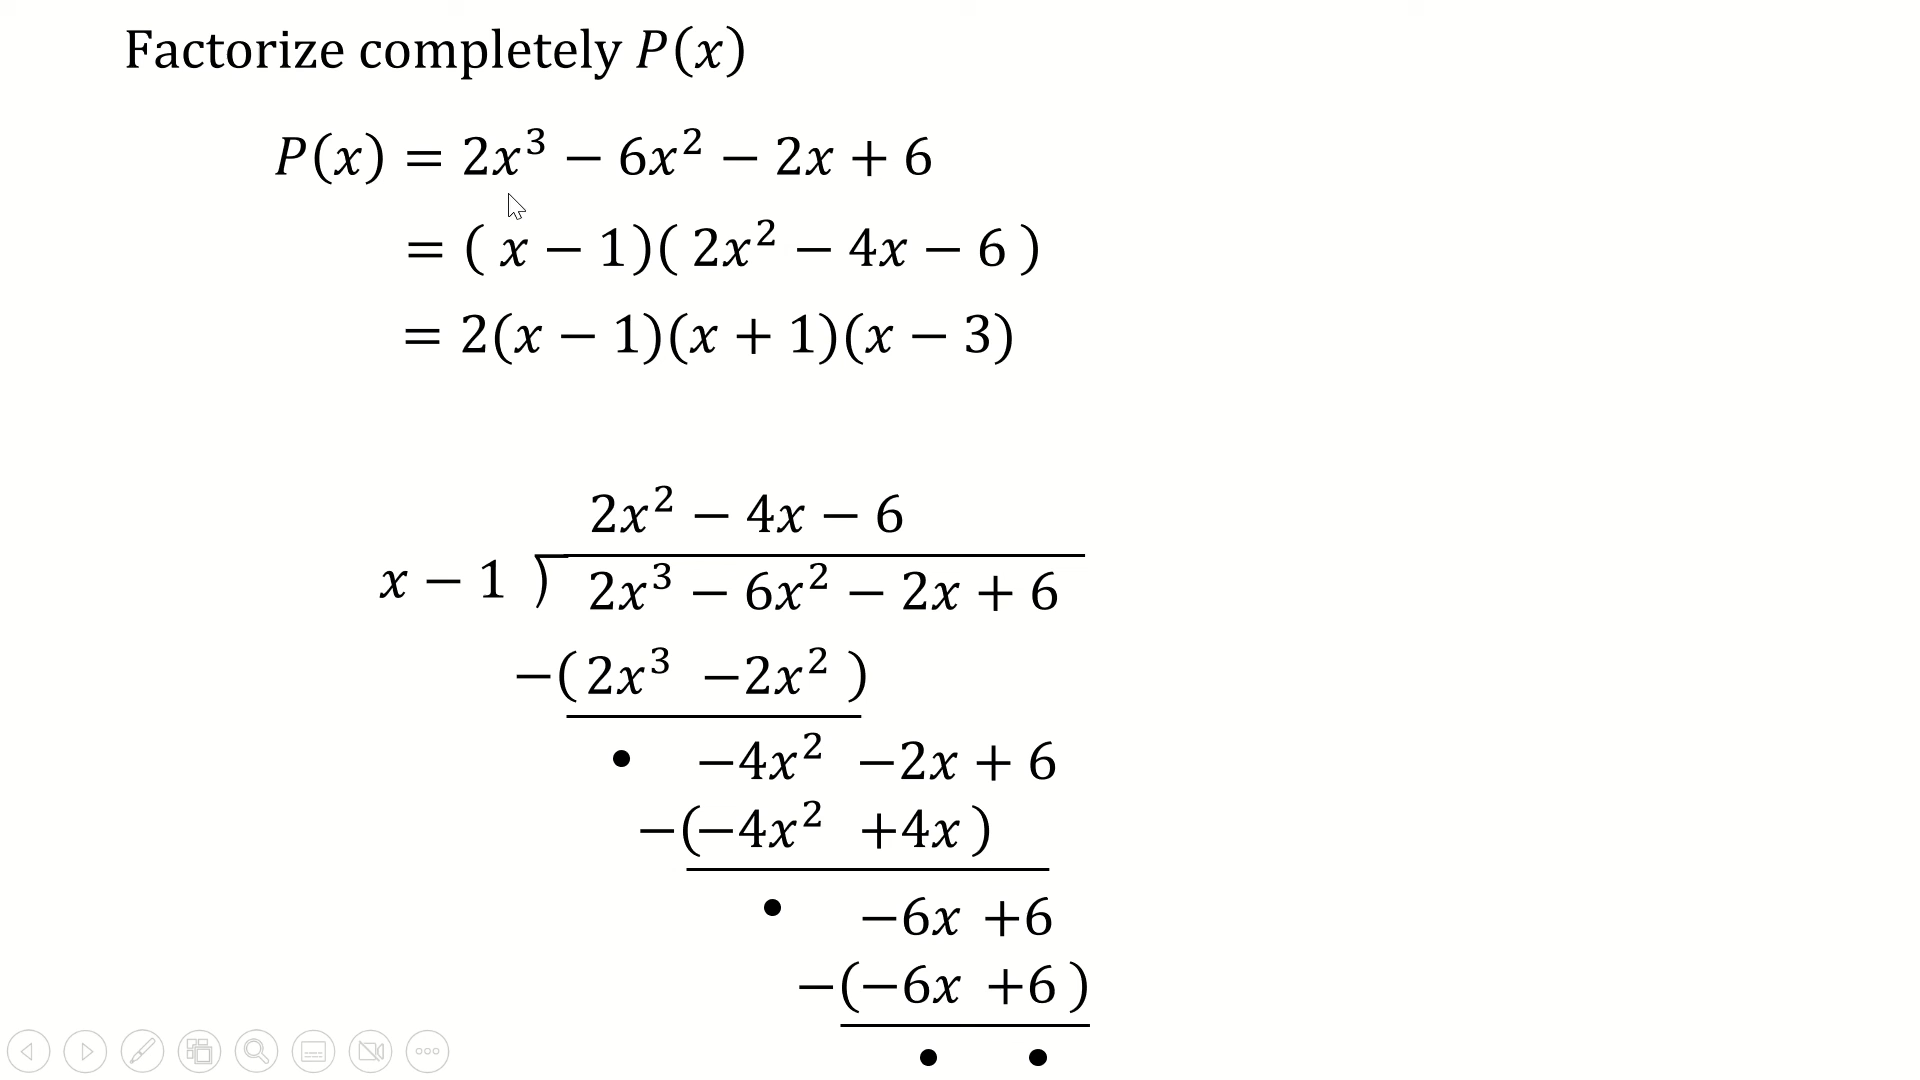 Factorize completely P(x)
P(x) = 2x³ − 6x² − 2x + 6
= ( x − 1)( 2x² − 4x − 6 )
= 2(x − 1)(x + 1)(x − 3)
2x² − 4x − 6
x − 1 ) 2x³ − 6x² − 2x + 6
−( 2x³ −2x² )
• −4x² −2x + 6
−(−4x² +4x )
• −6x +6
−(−6x +6 )
• •